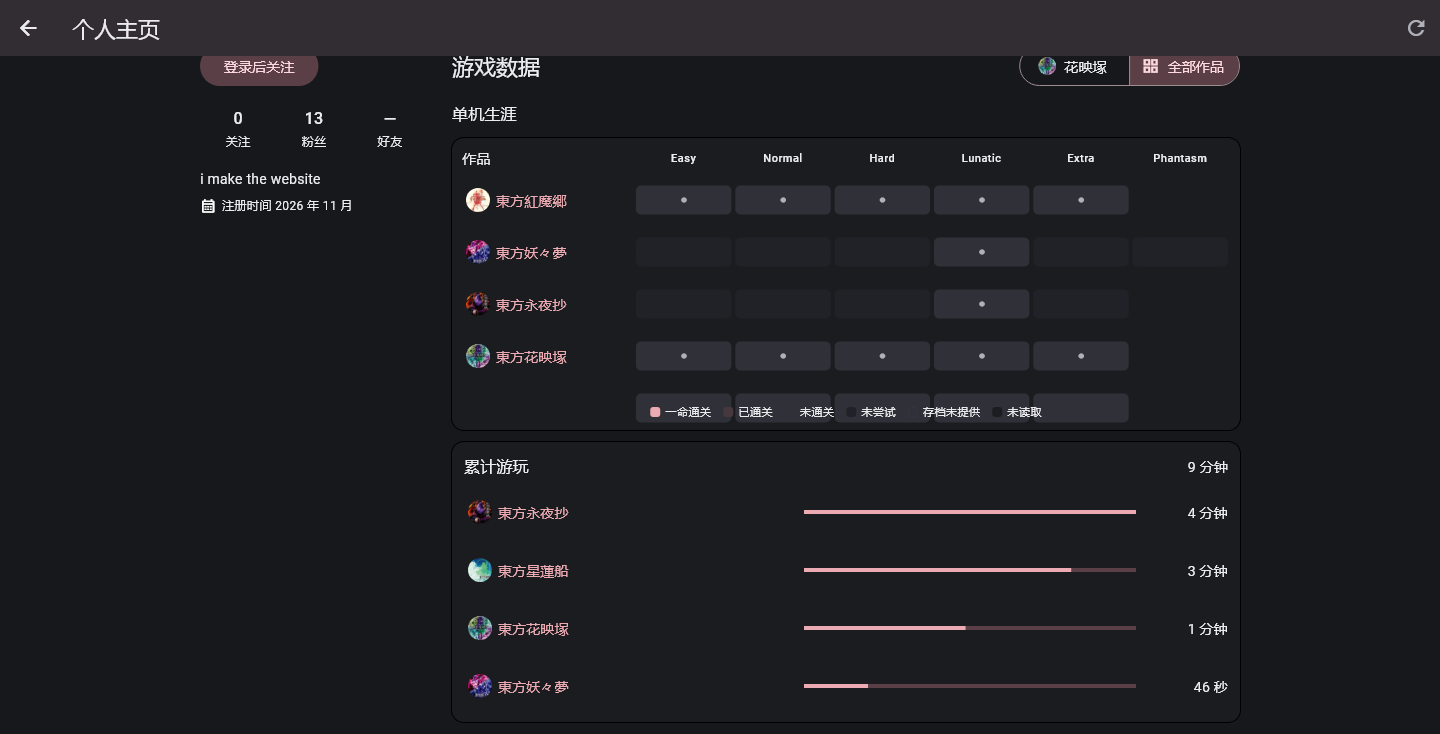 个人主页
登录后关注
0 13 —
关注 粉丝 好友
i make the website
注册时间 2026 年 11 月
游戏数据
花映塚 全部作品
单机生涯
作品 Easy Normal Hard Lunatic Extra Phantasm
東方紅魔郷
東方妖々夢
東方永夜抄
東方花映塚
一命通关 已通关 未通关 未尝试 存档未提供 未读取
累计游玩 9 分钟
東方永夜抄 4 分钟
東方星蓮船 3 分钟
東方花映塚 1 分钟
東方妖々夢 46 秒